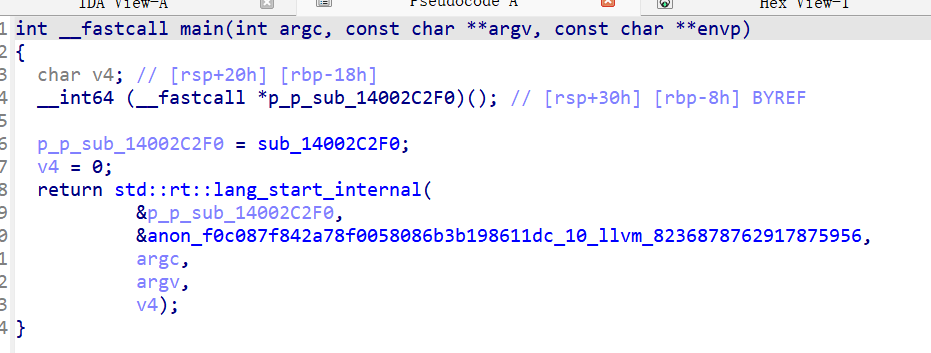 IDA View-A Pseudocode A Hex View-1
1 int __fastcall main(int argc, const char **argv, const char **envp)
2 {
3 char v4; // [rsp+20h] [rbp-18h]
4 __int64 (__fastcall *p_p_sub_14002C2F0)(); // [rsp+30h] [rbp-8h] BYREF
5
6 p_p_sub_14002C2F0 = sub_14002C2F0;
7 v4 = 0;
8 return std::rt::lang_start_internal(
9 &p_p_sub_14002C2F0,
0 &anon_f0c087f842a78f0058086b3b198611dc_10_llvm_8236878762917875956,
1 argc,
2 argv,
3 v4);
4 }